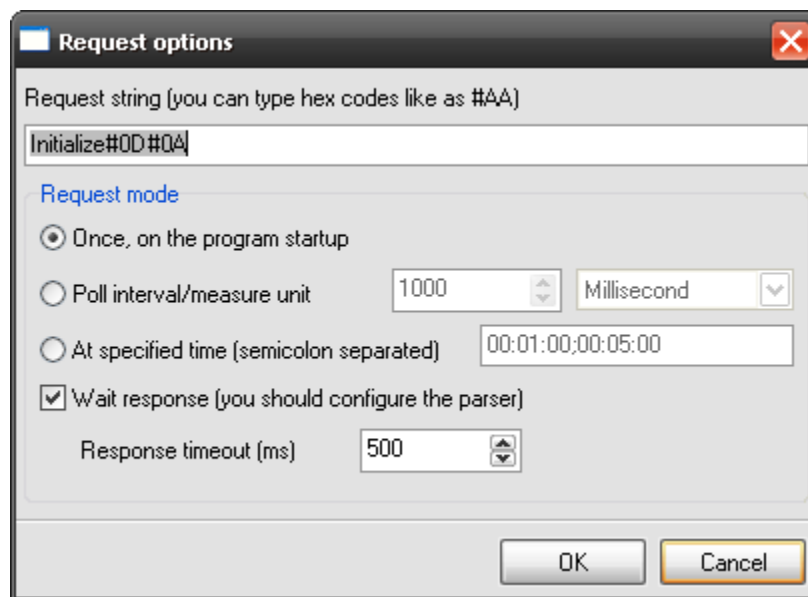 Request options
Request string (you can type hex codes like as #AA)
Initialize#0D#0A
Request mode
Once, on the program startup
Poll interval/measure unit 1000 Millisecond
At specified time (semicolon separated) 00:01:00;00:05:00
Wait response (you should configure the parser)
Response timeout (ms) 500
OK Cancel